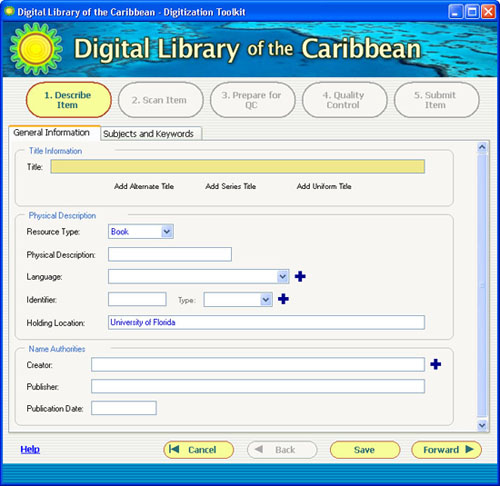 Digital Library of the Caribbean - Digitization Toolkit
Digital Library of the Caribbean
1. Describe Item
2. Scan Item
3. Prepare for QC
4. Quality Control
5. Submit Item
General Information
Subjects and Keywords
Title Information
Title:
Add Alternate Title Add Series Title Add Uniform Title
Physical Description
Resource Type: Book
Physical Description:
Language:
Identifier: Type:
Holding Location: University of Florida
Name Authorities
Creator:
Publisher:
Publication Date:
Help Cancel Back Save Forward